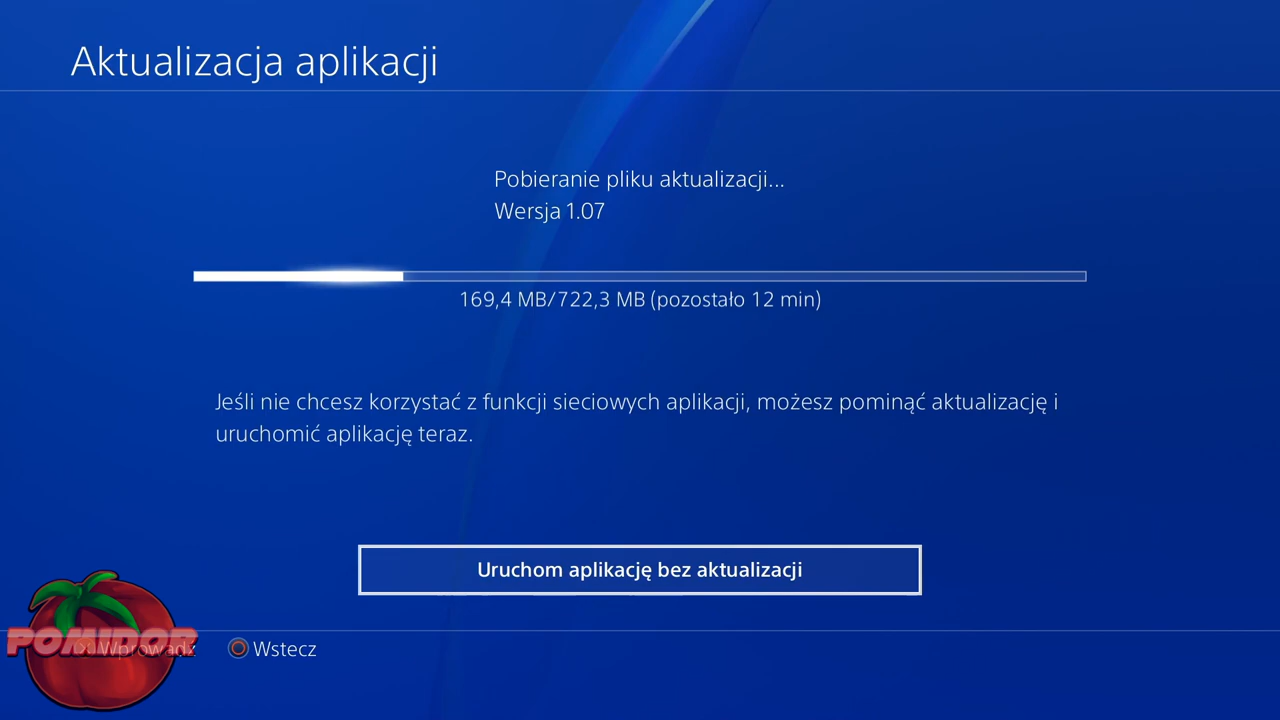 Aktualizacja aplikacji
Pobieranie pliku aktualizacji...
Wersja 1.07
169,4 MB/722,3 MB (pozostało 12 min)
Jeśli nie chcesz korzystać z funkcji sieciowych aplikacji, możesz pominąć aktualizację i
uruchomić aplikację teraz.
Uruchom aplikację bez aktualizacji
POMIDOR
Wprowadź
Wstecz